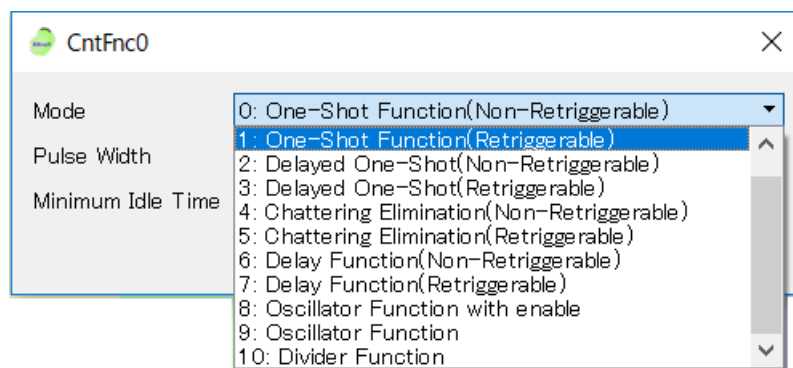 CntFnc0
Mode
0: One-Shot Function(Non-Retriggerable)
1: One-Shot Function(Retriggerable)
Pulse Width
2: Delayed One-Shot(Non-Retriggerable)
3: Delayed One-Shot(Retriggerable)
Minimum Idle Time
4: Chattering Elimination(Non-Retriggerable)
5: Chattering Elimination(Retriggerable)
6: Delay Function(Non-Retriggerable)
7: Delay Function(Retriggerable)
8: Oscillator Function with enable
9: Oscillator Function
10: Divider Function